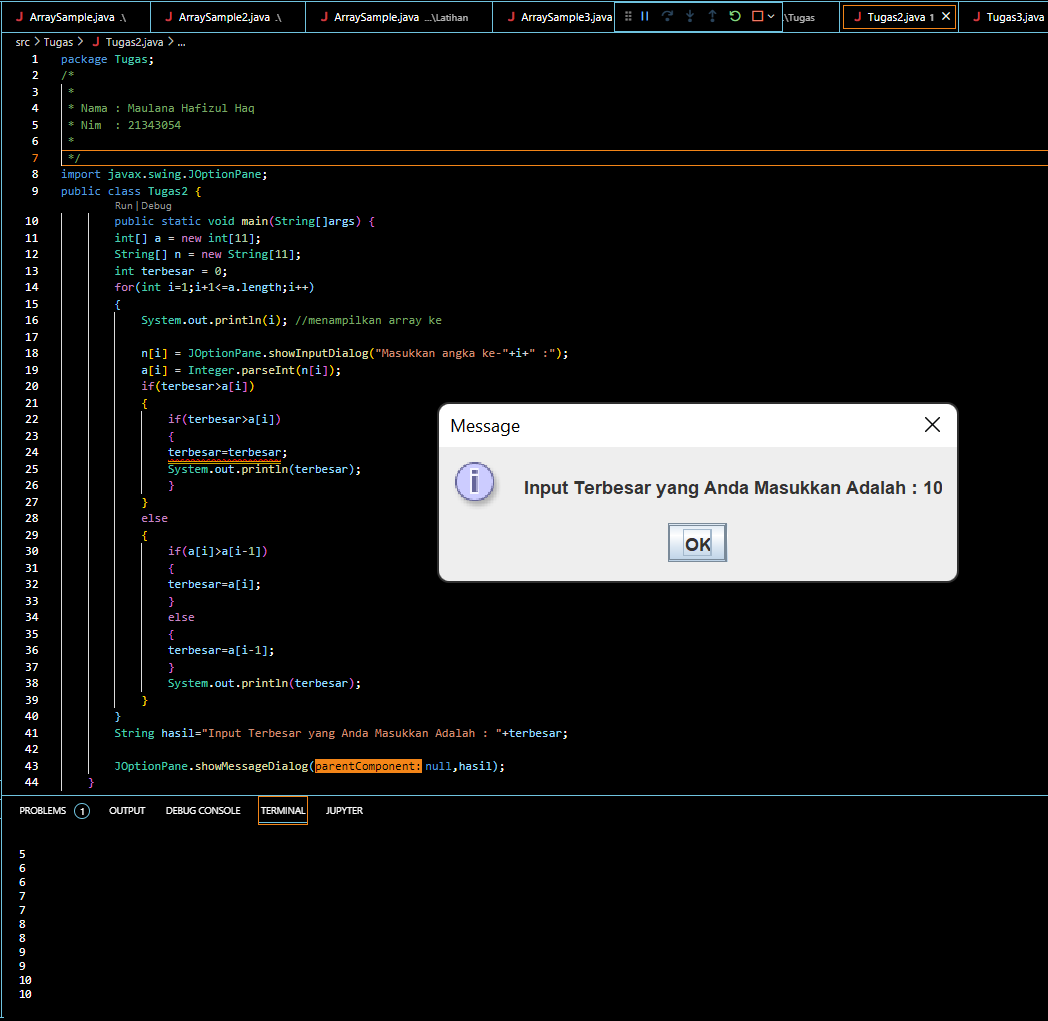 J ArraySample.java .\ J ArraySample2.java .\ J ArraySample.java ...\Latihan J ArraySample3.java \Tugas J Tugas2.java 1 X J Tugas3.java
src > Tugas > J Tugas2.java > ...
1 package Tugas;
2 /*
3 *
4 * Nama : Maulana Hafizul Haq
5 * Nim : 21343054
6 *
7 */
8 import javax.swing.JOptionPane;
9 public class Tugas2 {
Run | Debug
10 public static void main(String[]args) {
11 int[] a = new int[11];
12 String[] n = new String[11];
13 int terbesar = 0;
14 for(int i=1;i+1<=a.length;i++)
15 {
16 System.out.println(i); //menampilkan array ke
17
18 n[i] = JOptionPane.showInputDialog("Masukkan angka ke-"+i+" :");
19 a[i] = Integer.parseInt(n[i]);
20 if(terbesar>a[i])
21 {
22 if(terbesar>a[i])
23 {
24 terbesar=terbesar;
25 System.out.println(terbesar);
26 }
27 }
28 else
29 {
30 if(a[i]>a[i-1])
31 {
32 terbesar=a[i];
33 }
34 else
35 {
36 terbesar=a[i-1];
37 }
38 System.out.println(terbesar);
39 }
40 }
41 String hasil="Input Terbesar yang Anda Masukkan Adalah : "+terbesar;
42
43 JOptionPane.showMessageDialog(parentComponent: null,hasil);
44 }
Message
i
Input Terbesar yang Anda Masukkan Adalah : 10
OK
PROBLEMS 1 OUTPUT DEBUG CONSOLE TERMINAL JUPYTER
5
6
6
7
7
8
8
9
9
10
10